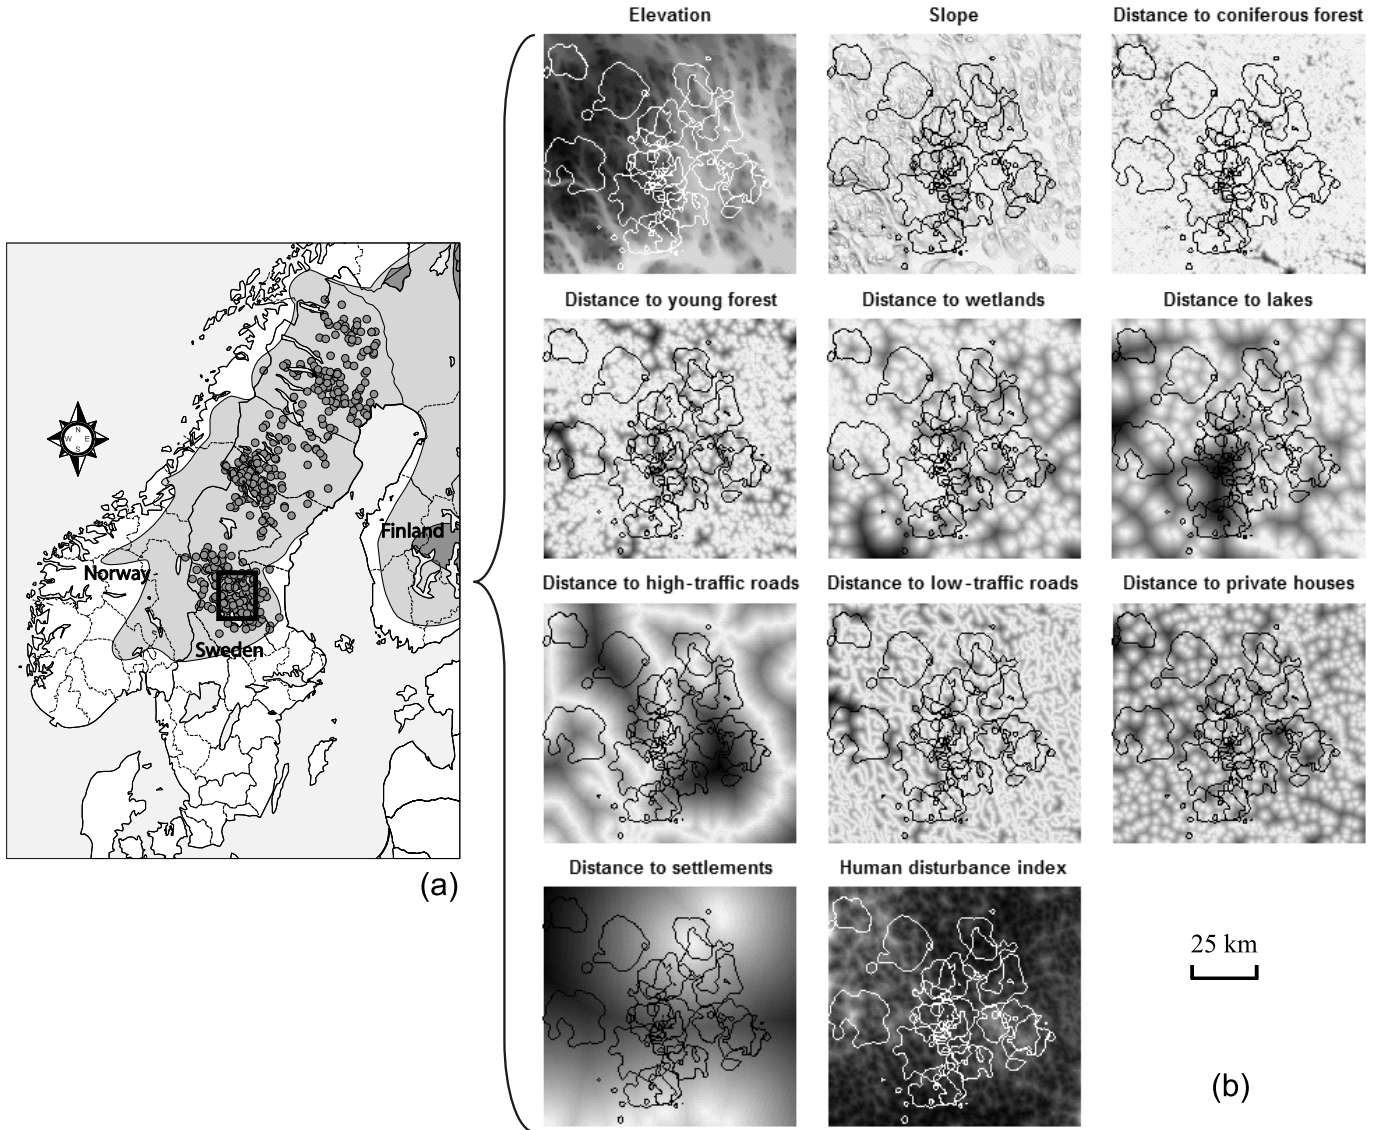 Elevation
Slope
Distance to coniferous forest
Distance to young forest
Distance to wetlands
Distance to lakes
N
W E
S
Finland
Norway
Sweden
Distance to high-traffic roads
Distance to low-traffic roads
Distance to private houses
(a)
Distance to settlements
Human disturbance index
25 km
(b)